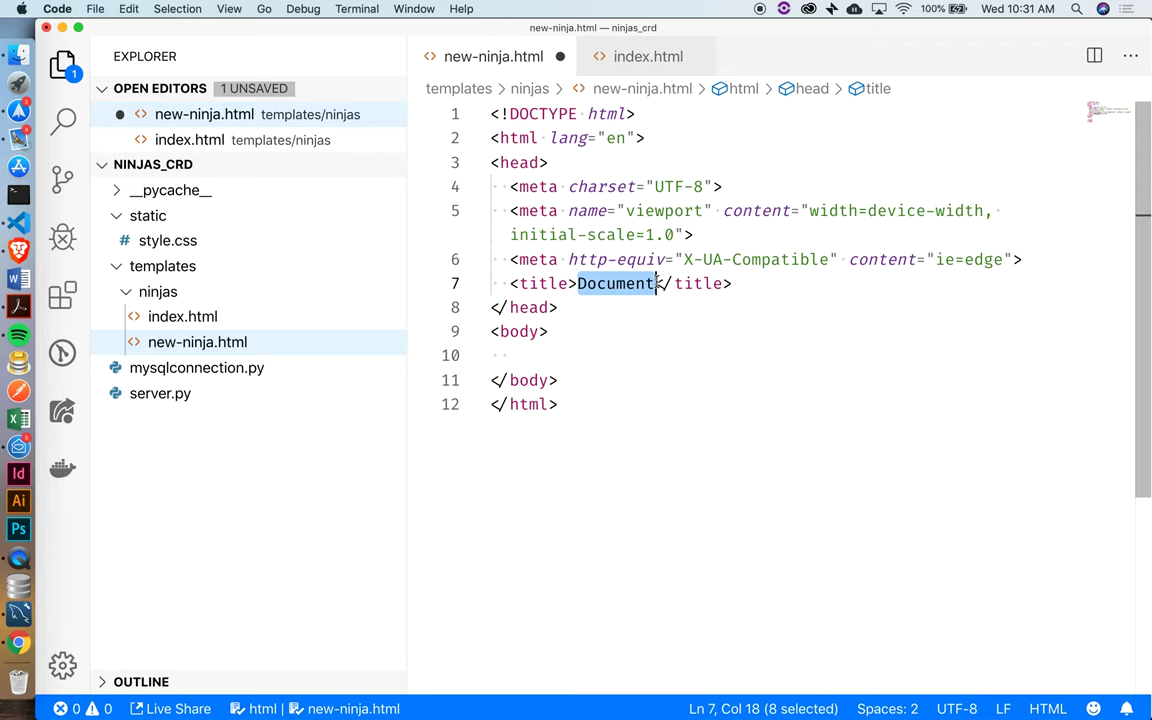 Code File Edit Selection View Go Debug Terminal Window Help 100% Wed 10:31 AM
new-ninja.html — ninjas_crd
EXPLORER
OPEN EDITORS 1 UNSAVED
new-ninja.html templates/ninjas
index.html templates/ninjas
NINJAS_CRD
__pycache__
static
style.css
templates
ninjas
index.html
new-ninja.html
mysqlconnection.py
server.py
OUTLINE
1
new-ninja.html index.html
templates > ninjas > new-ninja.html > html > head > title
1 <!DOCTYPE html>
2 <html lang="en">
3 <head>
4 <meta charset="UTF-8">
5 <meta name="viewport" content="width=device-width,
initial-scale=1.0">
6 <meta http-equiv="X-UA-Compatible" content="ie=edge">
7 <title>Document</title>
8 </head>
9 <body>
10
11 </body>
12 </html>
Id
Ai
Ps
0 0 Live Share html | new-ninja.html Ln 7, Col 18 (8 selected) Spaces: 2 UTF-8 LF HTML